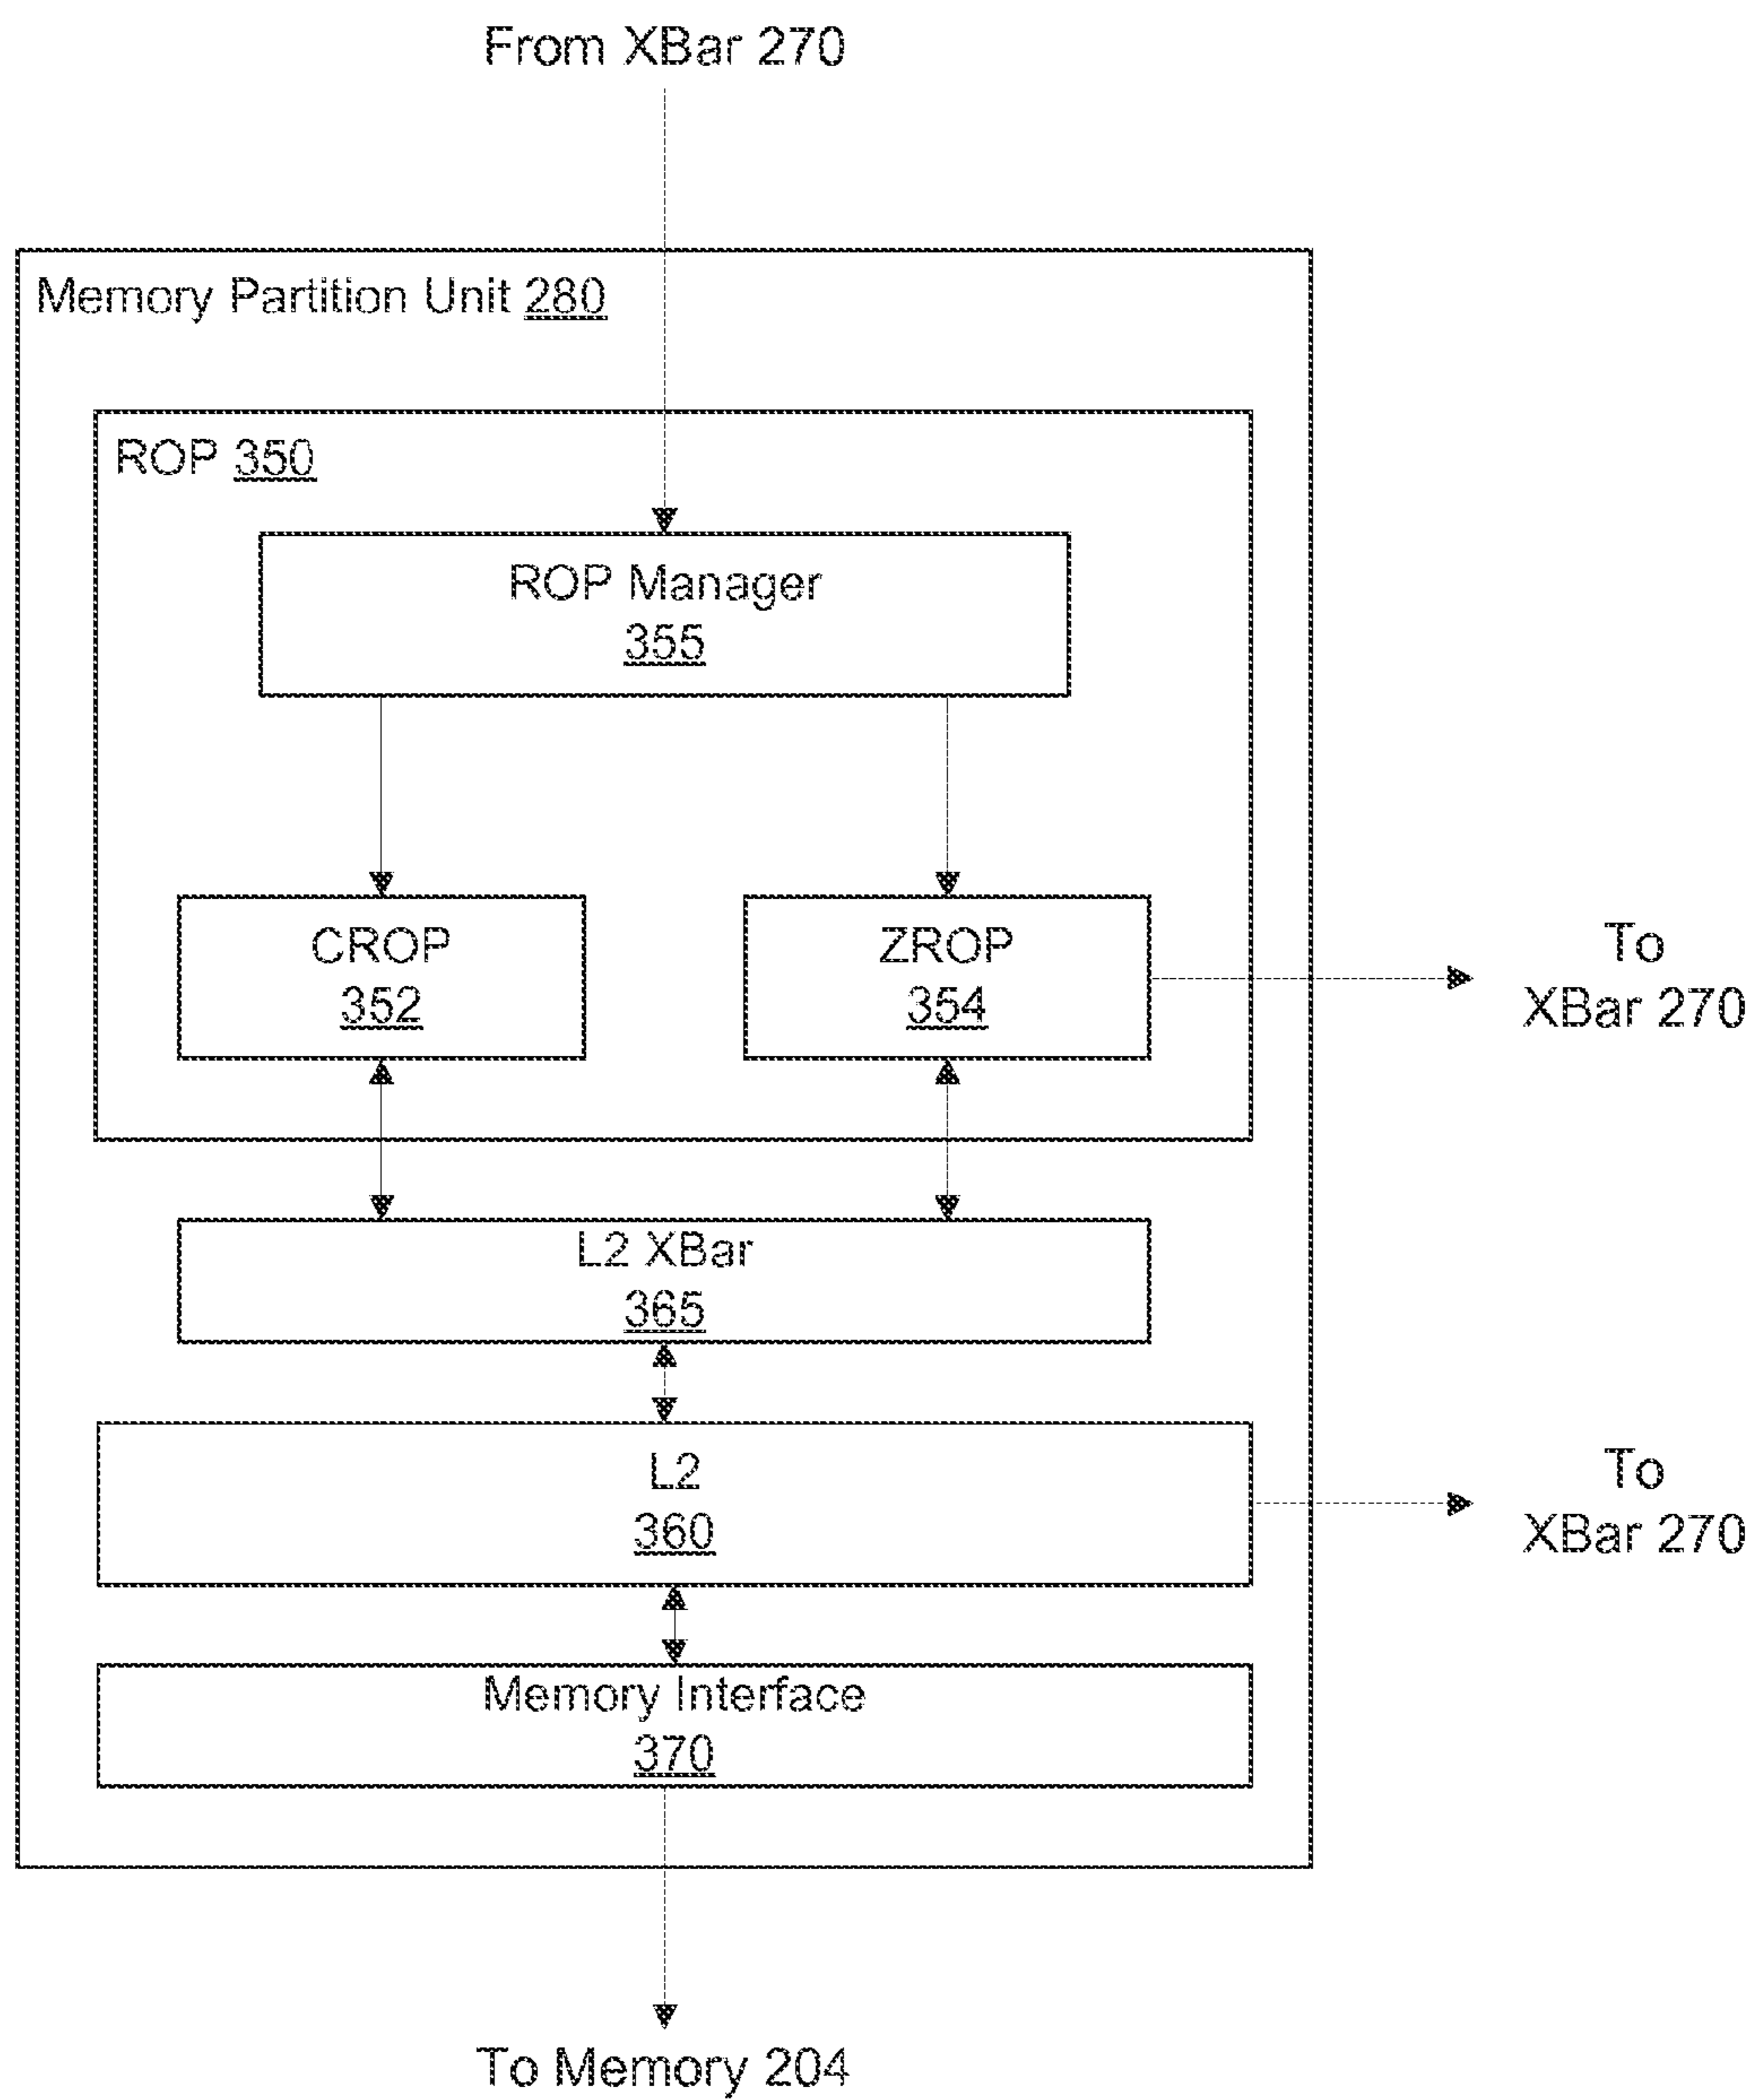 From XBar 270
Memory Partition Unit 280
ROP 350
ROP Manager
355
CROP
352
ZROP
354
To
XBar 270
L2 XBar
365
L2
360
To
XBar 270
Memory Interface
370
To Memory 204